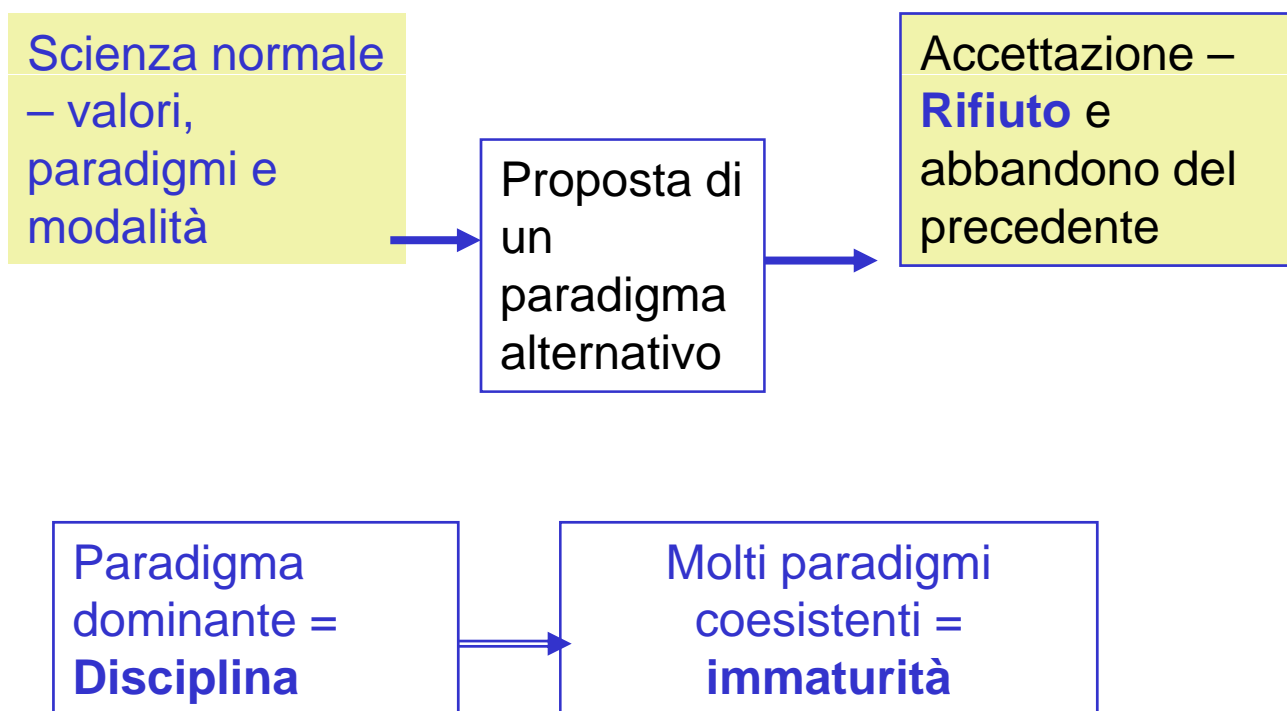 Scienza normale
– valori,
paradigmi e
modalità
Proposta di
un
paradigma
alternativo
Accettazione –
Rifiuto e
abbandono del
precedente
Paradigma
dominante =
Disciplina
Molti paradigmi
coesistenti =
immaturità